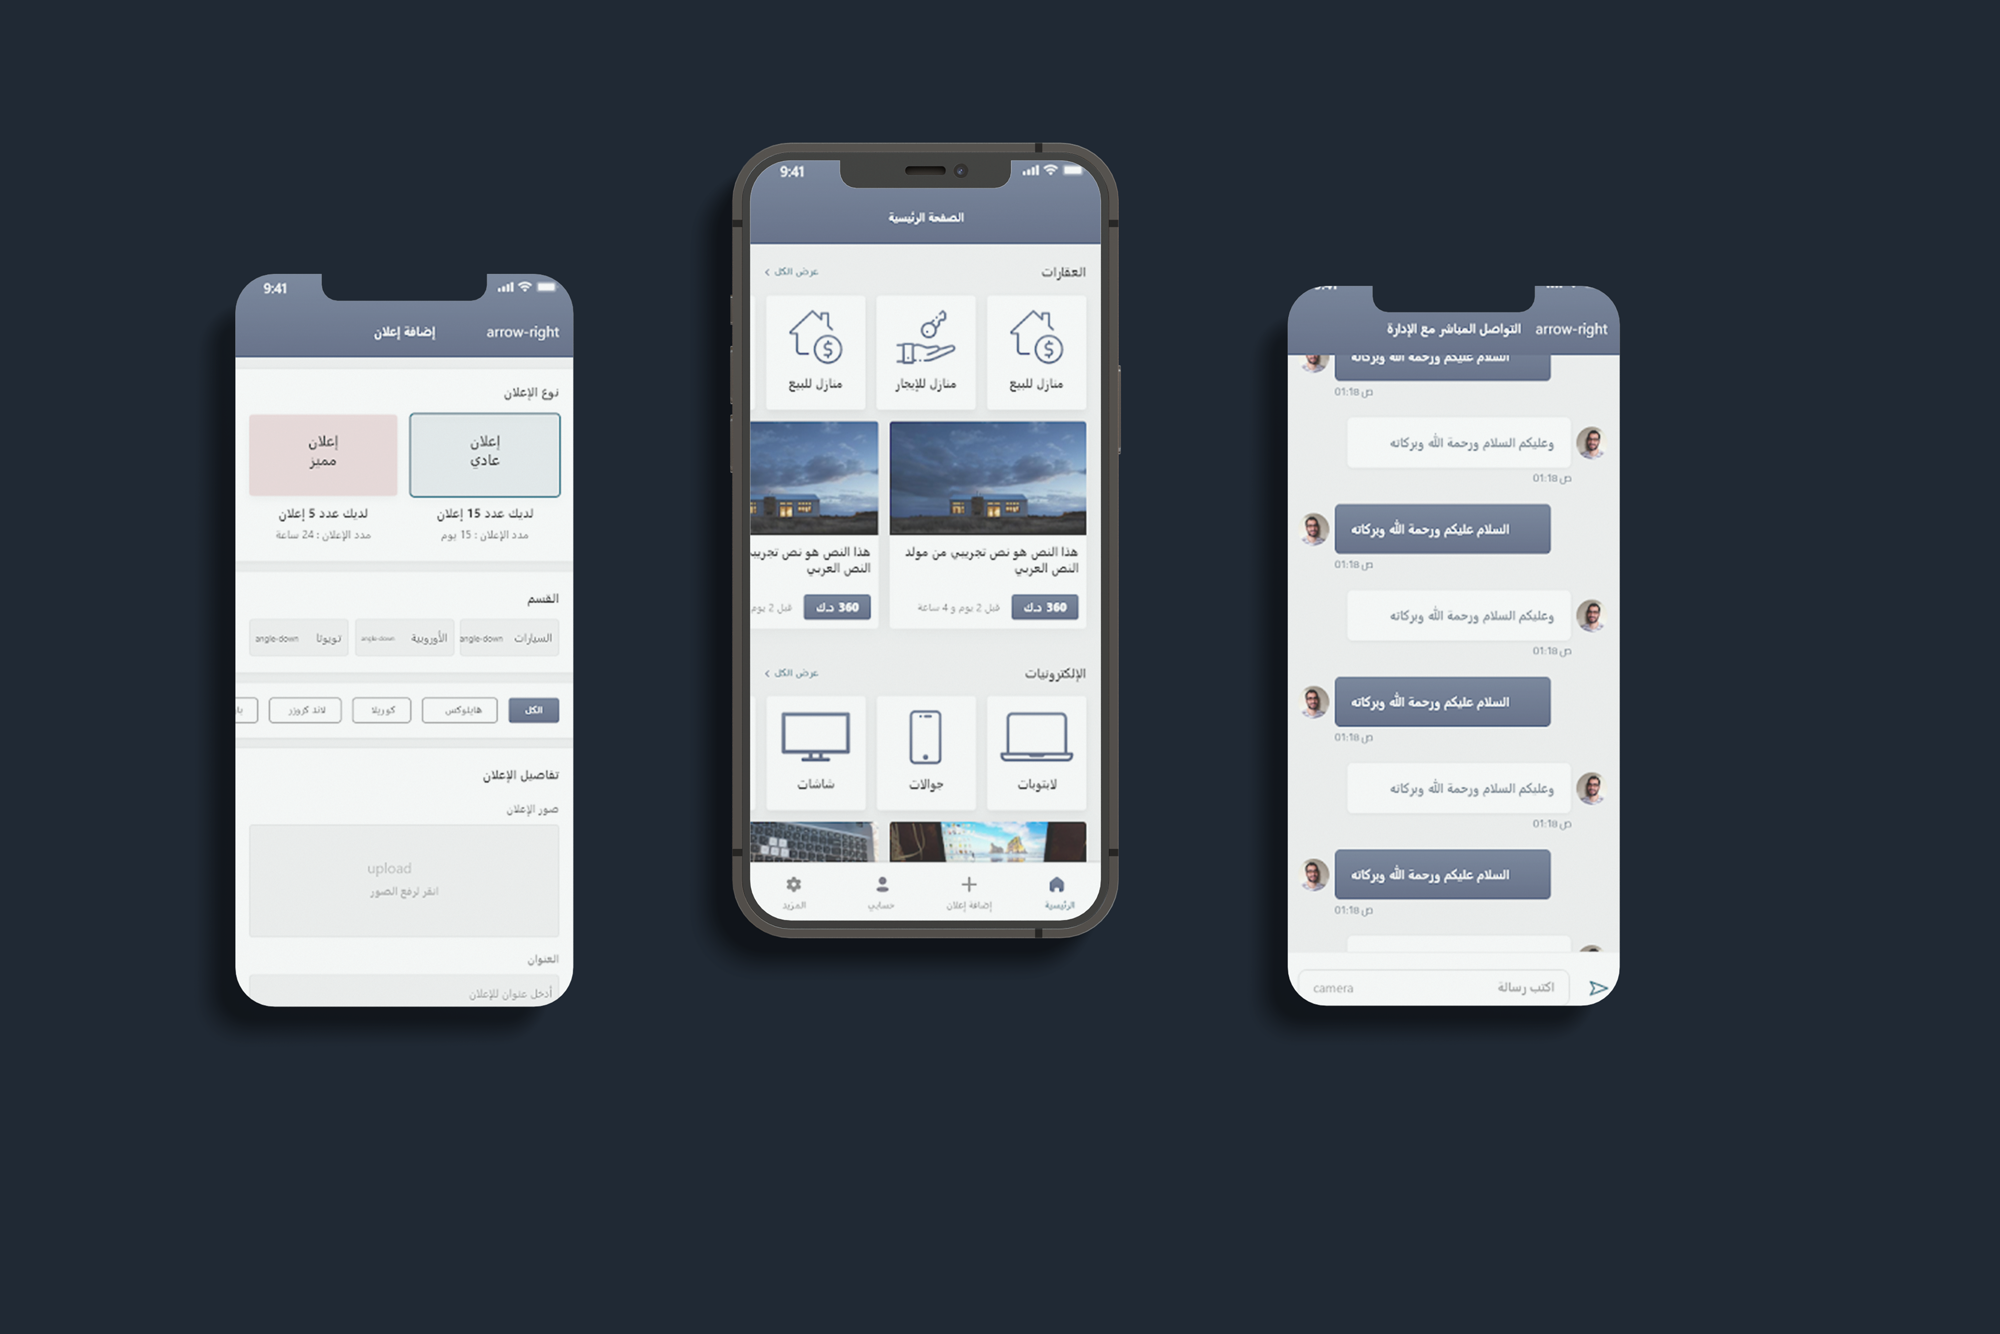 9:41
arrow-right
إضافة إعلان
نوع الإعلان
إعلان
عادي
إعلان
مميز
لديك عدد 15 إعلان
لديك عدد 5 إعلان
مدد الإعلان : 15 يوم
مدد الإعلان : 24 ساعة
القسم
السيارات angle-down
الأوروبية angle-down
تويوتا angle-down
الكل
هايلوكس
كوريلا
لاند كروزر
تفاصيل الإعلان
صور الإعلان
upload
انقر لرفع الصور
العنوان
أدخل عنوان للإعلان
9:41
الصفحة الرئيسية
العقارات
عرض الكل
منازل للبيع
منازل للإيجار
منازل للبيع
هذا النص هو نص تجريبي من مولد
النص العربي
360 د.ك
قبل 2 يوم و 4 ساعة
هذا النص هو نص
النص العربي
360 د.ك
قبل 2 يوم
الإلكترونيات
عرض الكل
لابتوبات
جوالات
شاشات
الرئيسية
إضافة إعلان
حسابي
المزيد
arrow-right
التواصل المباشر مع الإدارة
السلام عليكم ورحمة الله وبركاته
01:18 ص
وعليكم السلام ورحمة الله وبركاته
01:18 ص
السلام عليكم ورحمة الله وبركاته
01:18 ص
وعليكم السلام ورحمة الله وبركاته
01:18 ص
السلام عليكم ورحمة الله وبركاته
01:18 ص
وعليكم السلام ورحمة الله وبركاته
01:18 ص
السلام عليكم ورحمة الله وبركاته
01:18 ص
اكتب رسالة
camera